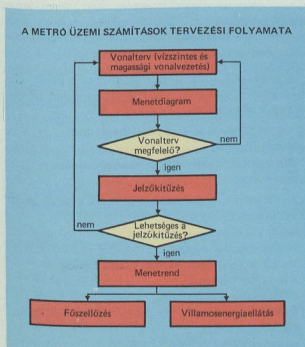 A METRÓ ÜZEMI SZÁMÍTÁSOK TERVEZÉSI FOLYAMATA
Vonalterv (vízszintes és
magassági vonalvezetés)
Menetdiagram
Vonalterv
megfelelő?
nem
igen
Jelzőkitűzés
nem
Lehetséges a
jelzőkitűzés?
igen
Menetrend
Főszellőzés
Villamosenergiaellátás